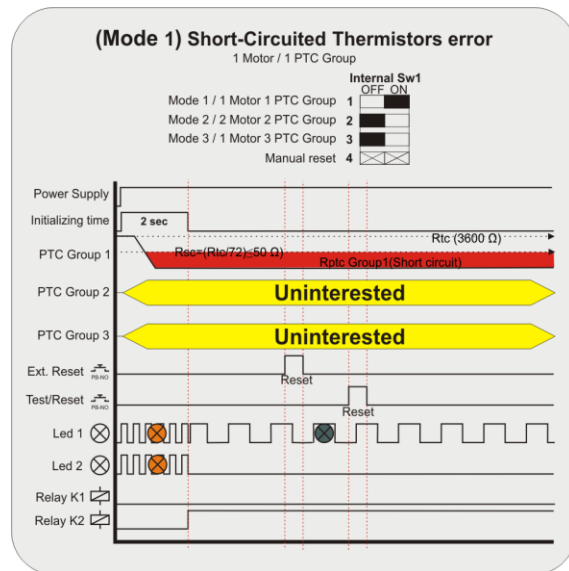 (Mode 1) Short-Circuited Thermistors error
1 Motor / 1 PTC Group
Internal Sw1
OFF ON
Mode 1 / 1 Motor 1 PTC Group 1
Mode 2 / 2 Motor 2 PTC Group 2
Mode 3 / 1 Motor 3 PTC Group 3
Manual reset 4
Power Supply
Initializing time 2 sec
Rtc (3600 Ω)
PTC Group 1 Rsc=(Rtc/72)≤50 Ω
Rptc Group1(Short circuit)
PTC Group 2 Uninterested
PTC Group 3 Uninterested
Ext. Reset PB-NO
Reset
Test/Reset PB-NO
Reset
Led 1
Led 2
Relay K1
Relay K2